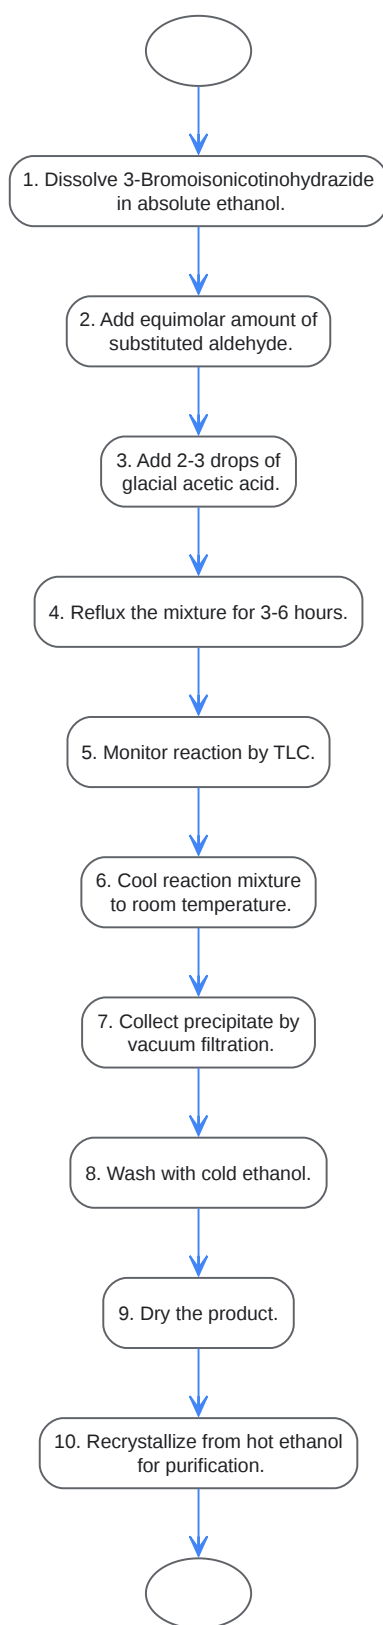 1. Dissolve 3-Bromoisonicotinohydrazide
in absolute ethanol.
2. Add equimolar amount of
substituted aldehyde.
3. Add 2-3 drops of
glacial acetic acid.
4. Reflux the mixture for 3-6 hours.
5. Monitor reaction by TLC.
6. Cool reaction mixture
to room temperature.
7. Collect precipitate by
vacuum filtration.
8. Wash with cold ethanol.
9. Dry the product.
10. Recrystallize from hot ethanol
for purification.